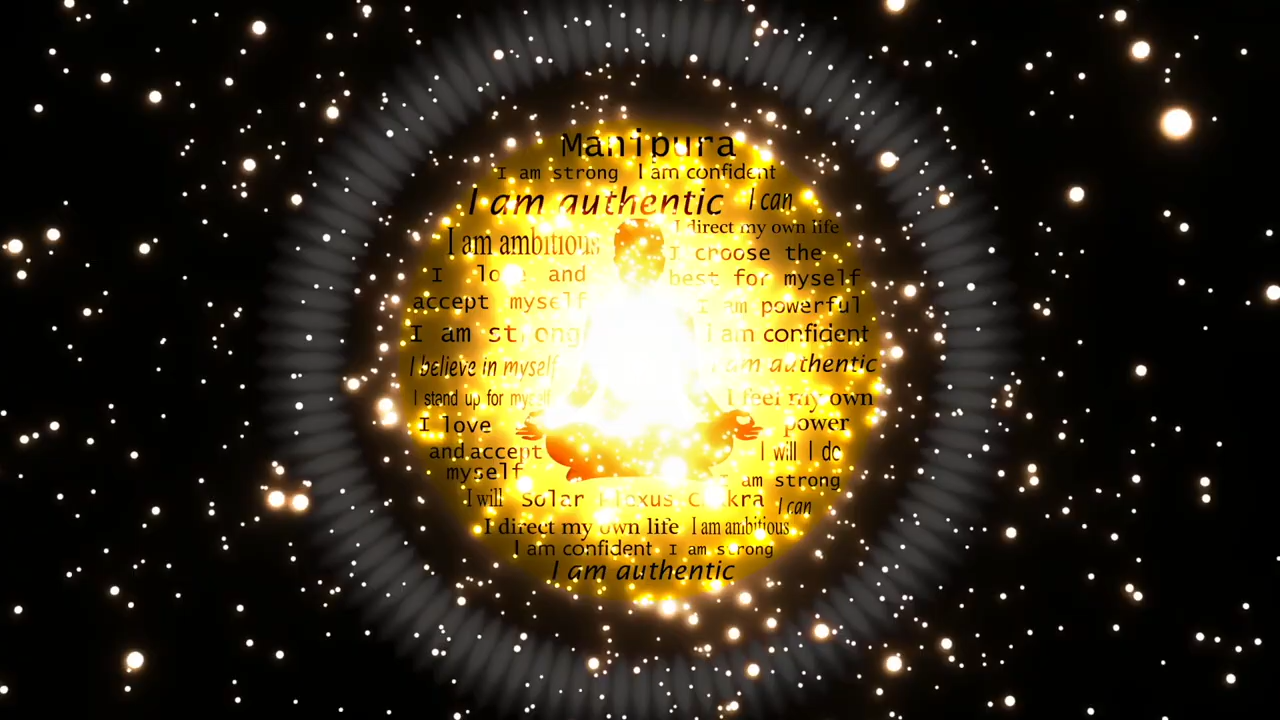 Manipura
I am strong I am confident
I am authentic I can
I direct my own life
I am ambitious
I choose the
best for myself
I love and
accept myself
I am powerful
I am strong
I am confident
I believe in myself
I am authentic
I stand up for myself
I feel my own
power
I love
and accept
myself
I will I do
I am strong
I will Solar Plexus Chakra I can
I direct my own life I am ambitious
I am confident I am strong
I am authentic